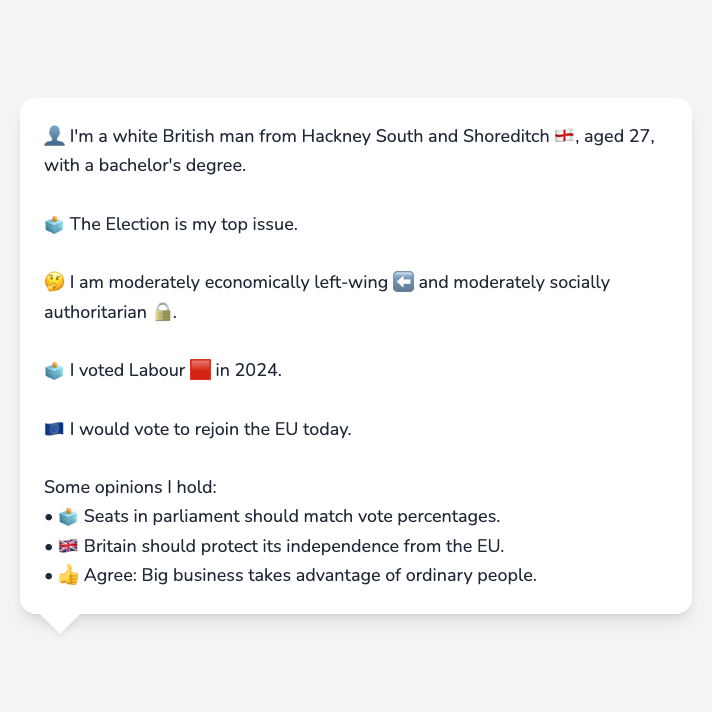 👤 I'm a white British man from Hackney South and Shoreditch 🏴󠁧󠁢󠁥󠁮󠁧󠁿, aged 27,
with a bachelor's degree.
🗳️ The Election is my top issue.
🤔 I am moderately economically left-wing ⬅️ and moderately socially
authoritarian 🔒.
🗳️ I voted Labour 🟥 in 2024.
🇪🇺 I would vote to rejoin the EU today.
Some opinions I hold:
• 🗳️ Seats in parliament should match vote percentages.
• 🇬🇧 Britain should protect its independence from the EU.
• 👍 Agree: Big business takes advantage of ordinary people.